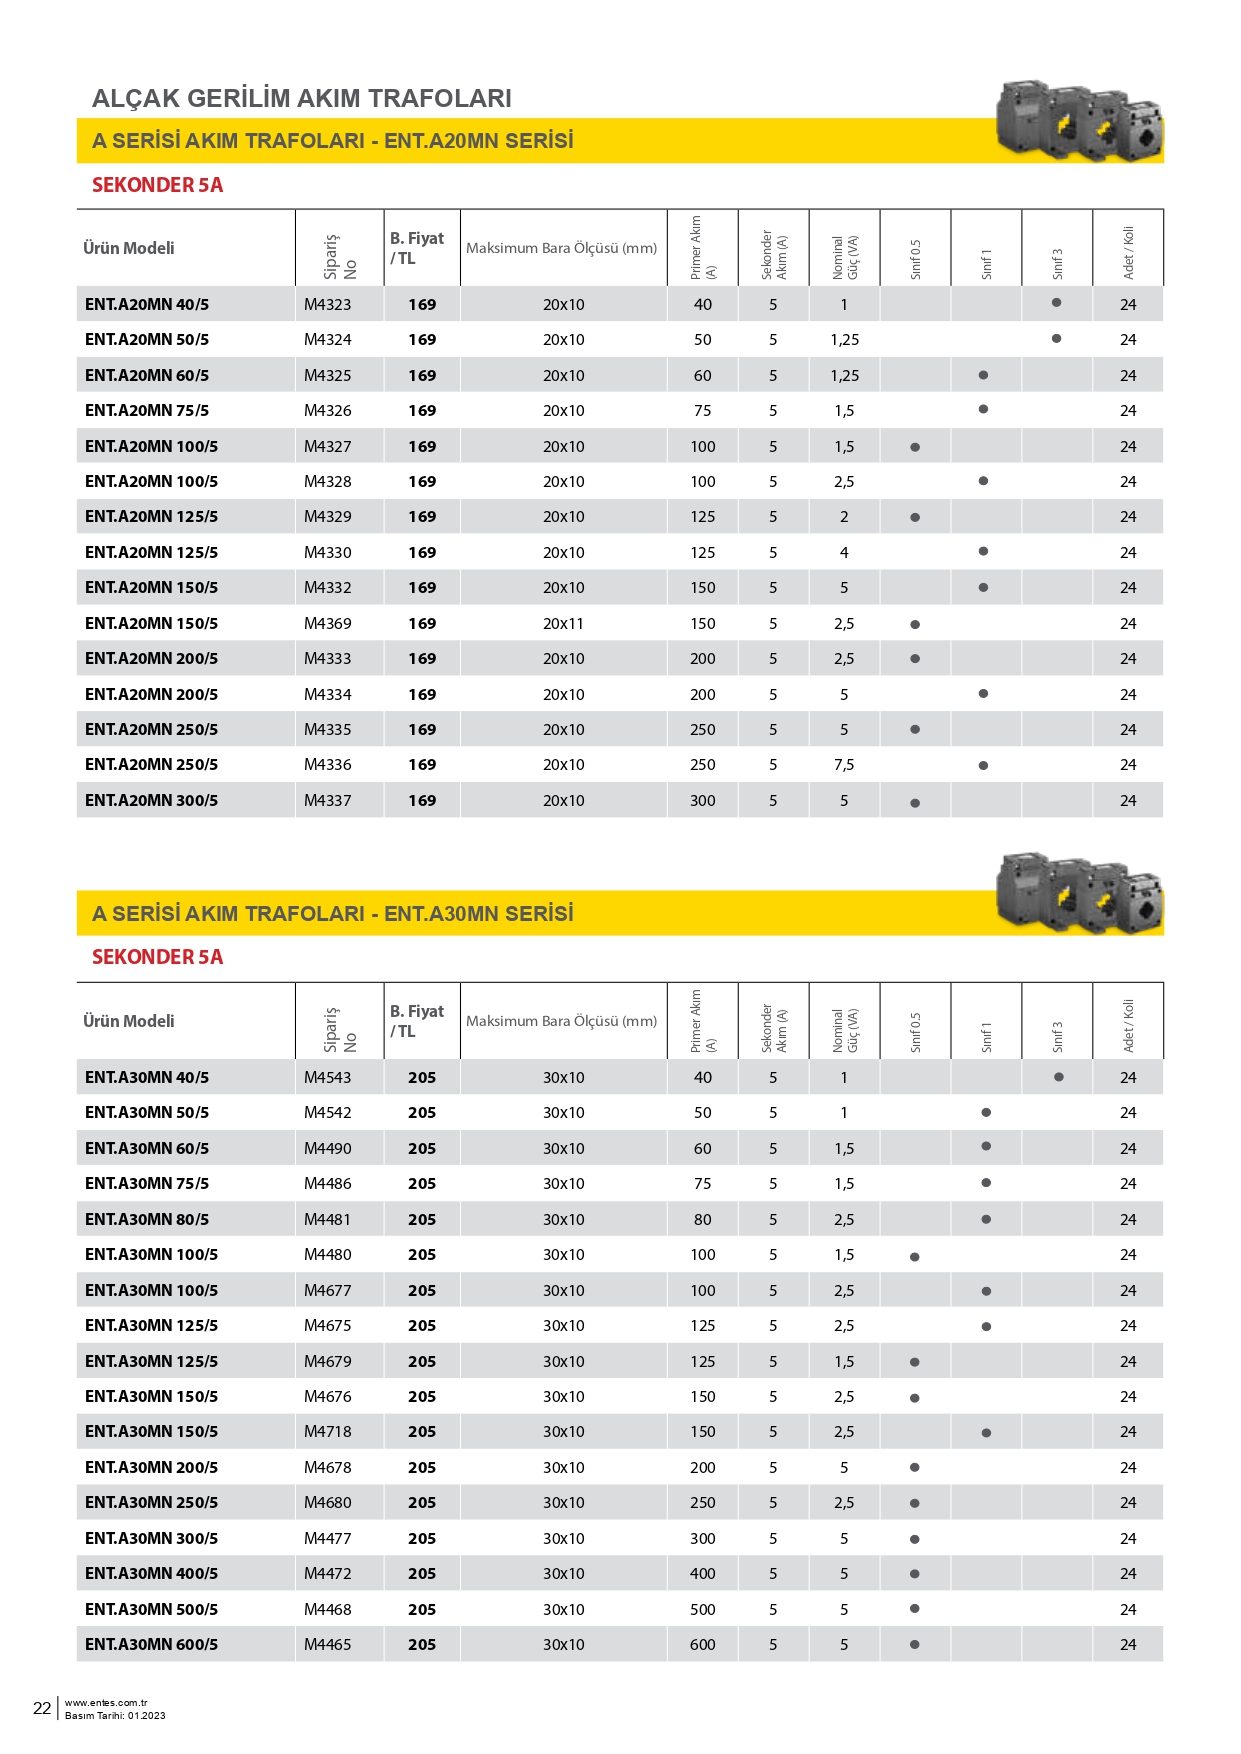 ALÇAK GERİLİM AKIM TRAFOLARI
A SERİSİ AKIM TRAFOLARI - ENT.A20MN SERİSİ
SEKONDER 5A
Ürün Modeli Sipariş No B. Fiyat / TL Maksimum Bara Ölçüsü (mm) Primer Akım (A) Sekonder Akım (A) Nominal Güç (VA) Sınıf 0.5 Sınıf 1 Sınıf 3 Adet / Koli
ENT.A20MN 40/5 M4323 169 20x10 40 5 1 ● 24
ENT.A20MN 50/5 M4324 169 20x10 50 5 1,25 ● 24
ENT.A20MN 60/5 M4325 169 20x10 60 5 1,25 ● 24
ENT.A20MN 75/5 M4326 169 20x10 75 5 1,5 ● 24
ENT.A20MN 100/5 M4327 169 20x10 100 5 1,5 ● 24
ENT.A20MN 100/5 M4328 169 20x10 100 5 2,5 ● 24
ENT.A20MN 125/5 M4329 169 20x10 125 5 2 ● 24
ENT.A20MN 125/5 M4330 169 20x10 125 5 4 ● 24
ENT.A20MN 150/5 M4332 169 20x10 150 5 5 ● 24
ENT.A20MN 150/5 M4369 169 20x11 150 5 2,5 ● 24
ENT.A20MN 200/5 M4333 169 20x10 200 5 2,5 ● 24
ENT.A20MN 200/5 M4334 169 20x10 200 5 5 ● 24
ENT.A20MN 250/5 M4335 169 20x10 250 5 5 ● 24
ENT.A20MN 250/5 M4336 169 20x10 250 5 7,5 ● 24
ENT.A20MN 300/5 M4337 169 20x10 300 5 5 ● 24
A SERİSİ AKIM TRAFOLARI - ENT.A30MN SERİSİ
SEKONDER 5A
Ürün Modeli Sipariş No B. Fiyat / TL Maksimum Bara Ölçüsü (mm) Primer Akım (A) Sekonder Akım (A) Nominal Güç (VA) Sınıf 0.5 Sınıf 1 Sınıf 3 Adet / Koli
ENT.A30MN 40/5 M4543 205 30x10 40 5 1 ● 24
ENT.A30MN 50/5 M4542 205 30x10 50 5 1 ● 24
ENT.A30MN 60/5 M4490 205 30x10 60 5 1,5 ● 24
ENT.A30MN 75/5 M4486 205 30x10 75 5 1,5 ● 24
ENT.A30MN 80/5 M4481 205 30x10 80 5 2,5 ● 24
ENT.A30MN 100/5 M4480 205 30x10 100 5 1,5 ● 24
ENT.A30MN 100/5 M4677 205 30x10 100 5 2,5 ● 24
ENT.A30MN 125/5 M4675 205 30x10 125 5 2,5 ● 24
ENT.A30MN 125/5 M4679 205 30x10 125 5 1,5 ● 24
ENT.A30MN 150/5 M4676 205 30x10 150 5 2,5 ● 24
ENT.A30MN 150/5 M4718 205 30x10 150 5 2,5 ● 24
ENT.A30MN 200/5 M4678 205 30x10 200 5 5 ● 24
ENT.A30MN 250/5 M4680 205 30x10 250 5 2,5 ● 24
ENT.A30MN 300/5 M4477 205 30x10 300 5 5 ● 24
ENT.A30MN 400/5 M4472 205 30x10 400 5 5 ● 24
ENT.A30MN 500/5 M4468 205 30x10 500 5 5 ● 24
ENT.A30MN 600/5 M4465 205 30x10 600 5 5 ● 24
22 www.entes.com.tr
Basım Tarihi: 01.2023